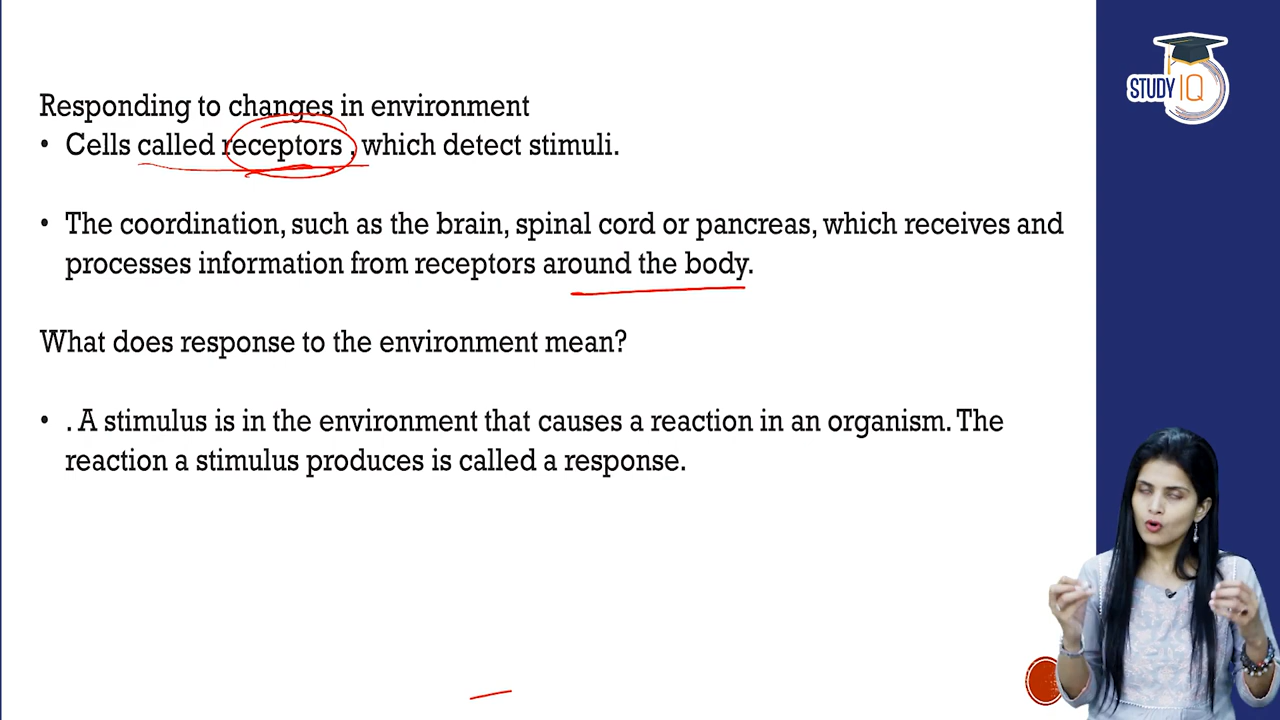 Responding to changes in environment
• Cells called receptors , which detect stimuli.
• The coordination, such as the brain, spinal cord or pancreas, which receives and
processes information from receptors around the body.
What does response to the environment mean?
• . A stimulus is in the environment that causes a reaction in an organism. The
reaction a stimulus produces is called a response.
STUDY IQ